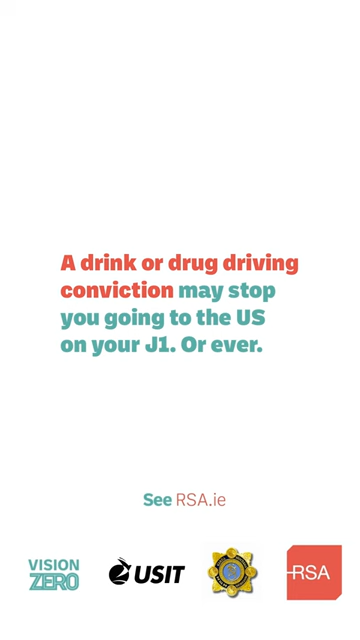 A drink or drug driving
conviction may stop
you going to the US
on your J1. Or ever.
See RSA.ie
VISION
ZERO
USIT
RSA